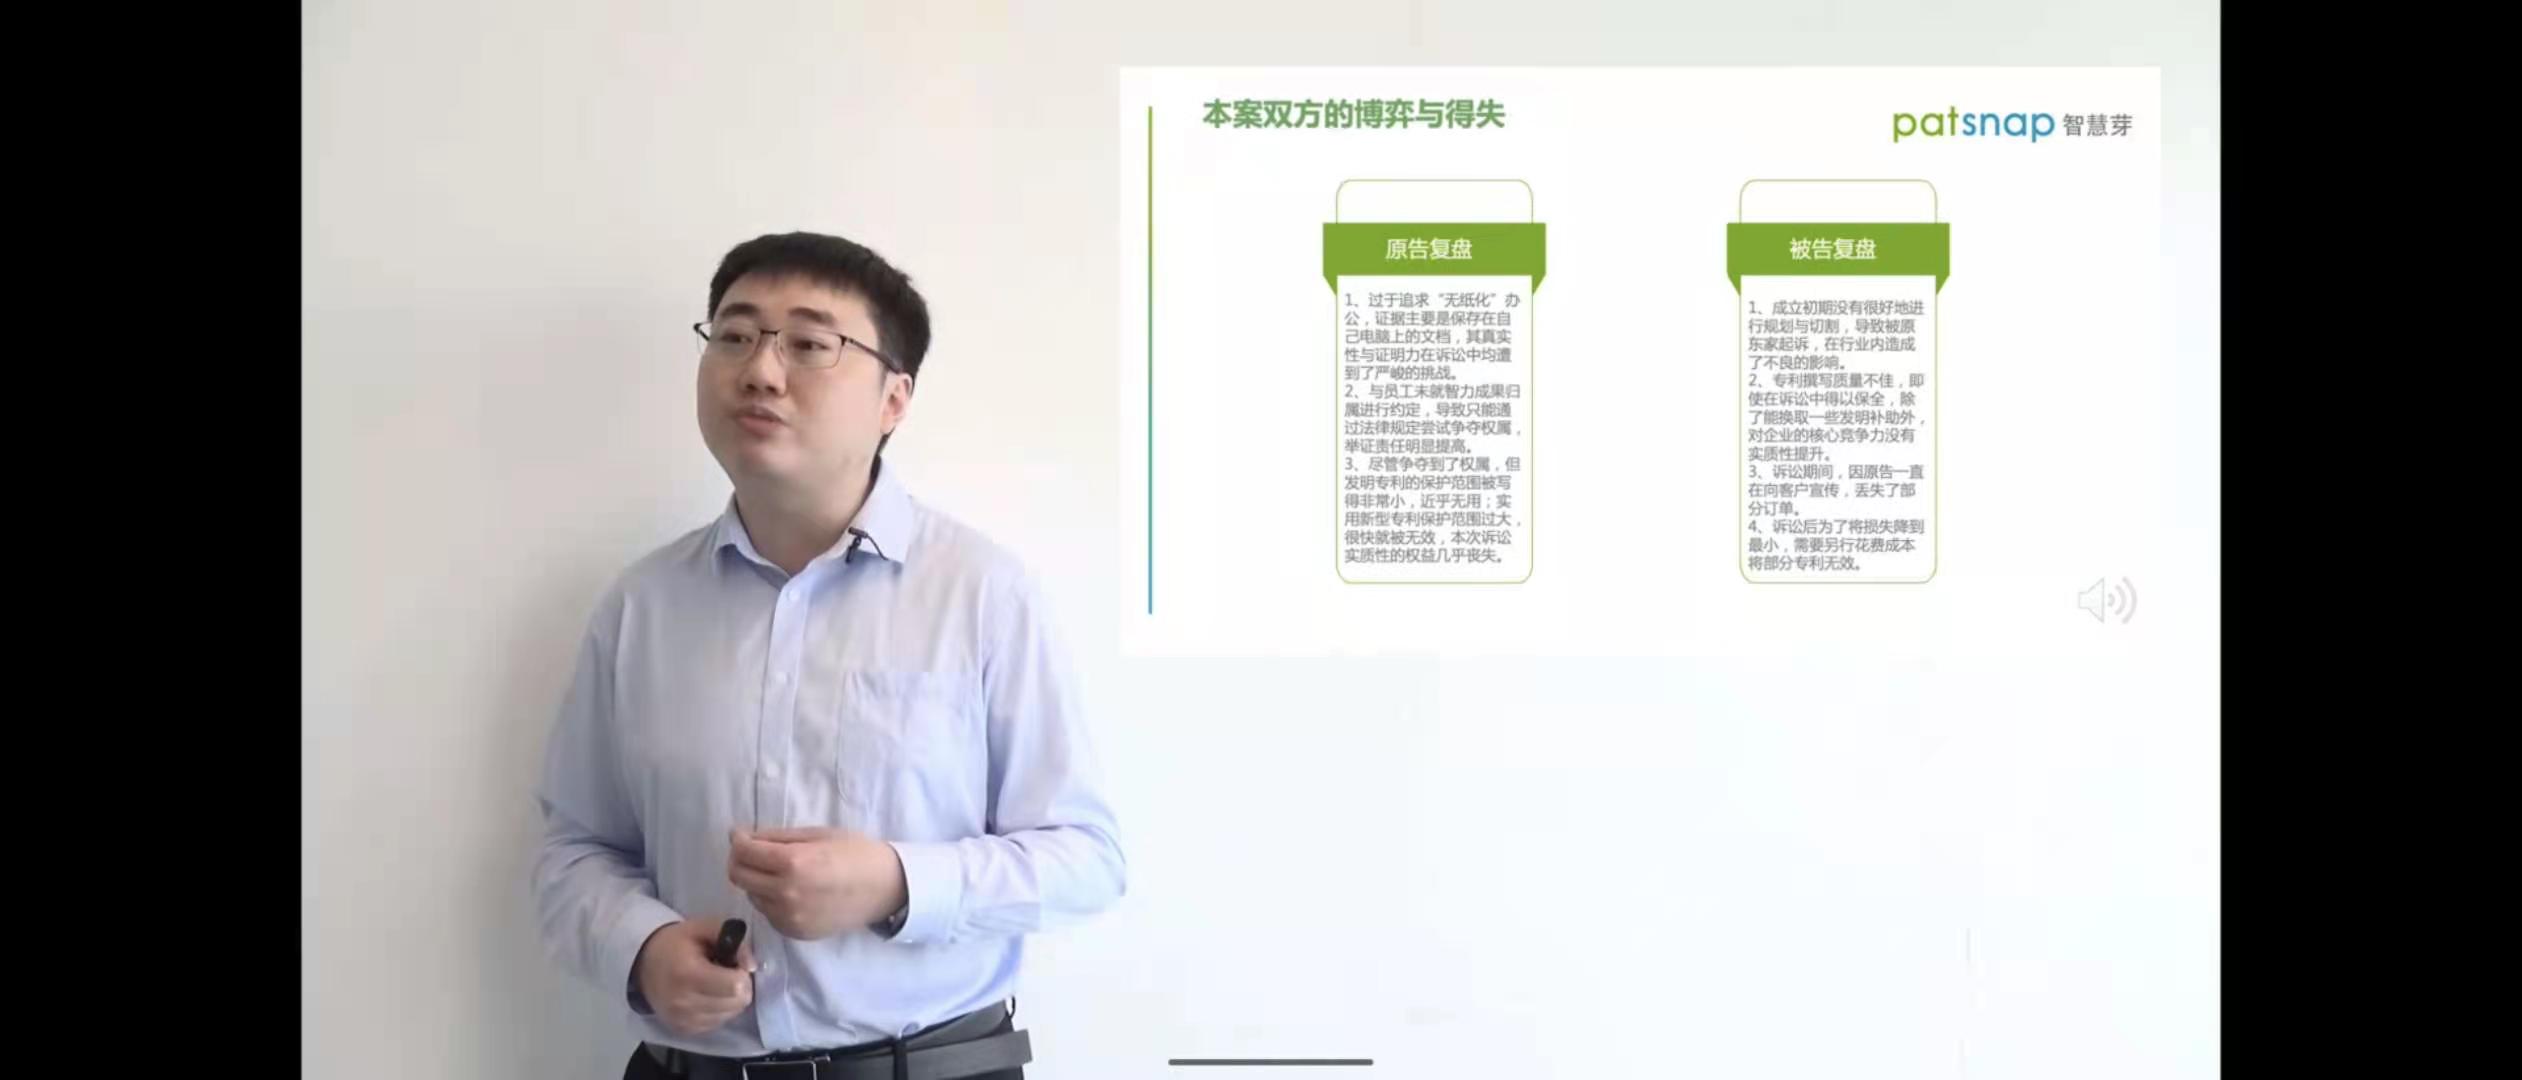 本案双方的博弈与得失
patsnap 智慧芽
原告复盘
1、过于追求“无纸化”办
公，证据主要是保存在自
己电脑上的文档，其真实
性与证明力在诉讼中均遭
到了严峻的挑战。
2、与员工未就智力成果归
属进行约定，导致只能通
过法律规定尝试争夺权属，
举证责任明显提高。
3、尽管争夺到了权属，但
发明专利的保护范围被写
得非常小，近乎无用；实
用新型专利保护范围过大，
很快就被无效，本次诉讼
实质性的权益几乎丧失。
被告复盘
1、成立初期没有很好地进
行规划与切割，导致被原
东家起诉，在行业内造成
了不良的影响。
2、专利撰写质量不佳，即
使在诉讼中得以保全，除
了能换取一些发明补助外，
对企业的核心竞争力没有
实质性提升。
3、诉讼期间，因原告一直
在向客户宣传，丢失了部
分订单。
4、诉讼后为了将损失降到
最小，需要另行花费成本
将部分专利无效。